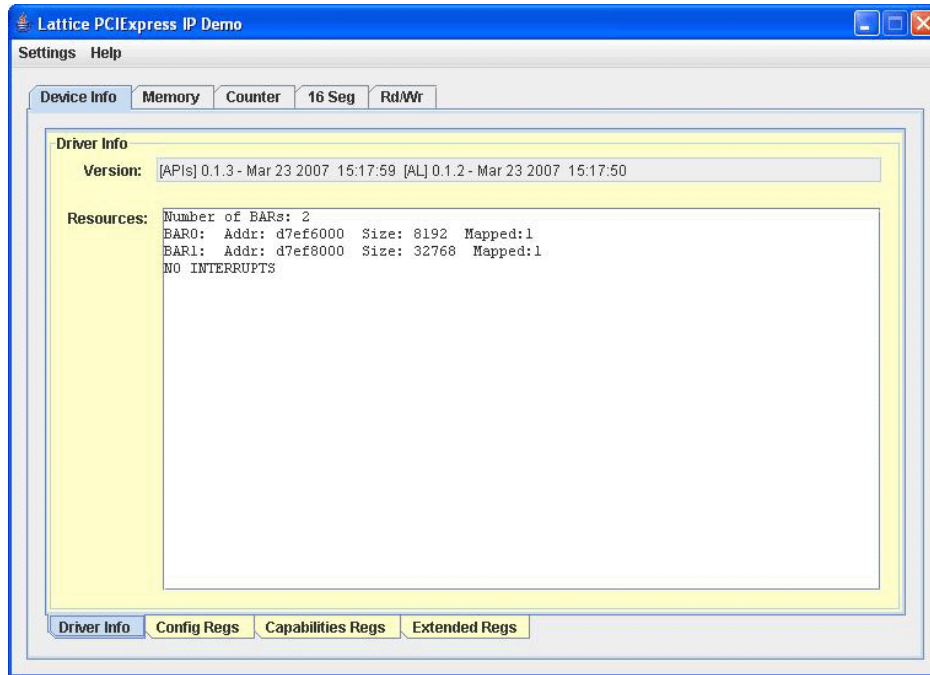 Lattice PCIExpress IP Demo
Settings Help
Device Info Memory Counter 16 Seg Rd/Wr
Driver Info
Version: [APIs] 0.1.3 - Mar 23 2007 15:17:59 [AL] 0.1.2 - Mar 23 2007 15:17:50
Resources: Number of BARs: 2
BAR0: Addr: d7ef6000 Size: 8192 Mapped:1
BAR1: Addr: d7ef8000 Size: 32768 Mapped:1
NO INTERRUPTS
Driver Info Config Regs Capabilities Regs Extended Regs